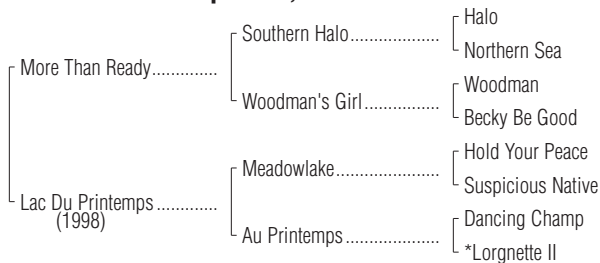 Halo
Southern Halo...................
Northern Sea
More Than Ready..............
Woodman
Woodman's Girl................
Becky Be Good
Hold Your Peace
Meadowlake......................
Suspicious Native
Lac Du Printemps.............
(1998)
Dancing Champ
Au Printemps....................
*Lorgnette II